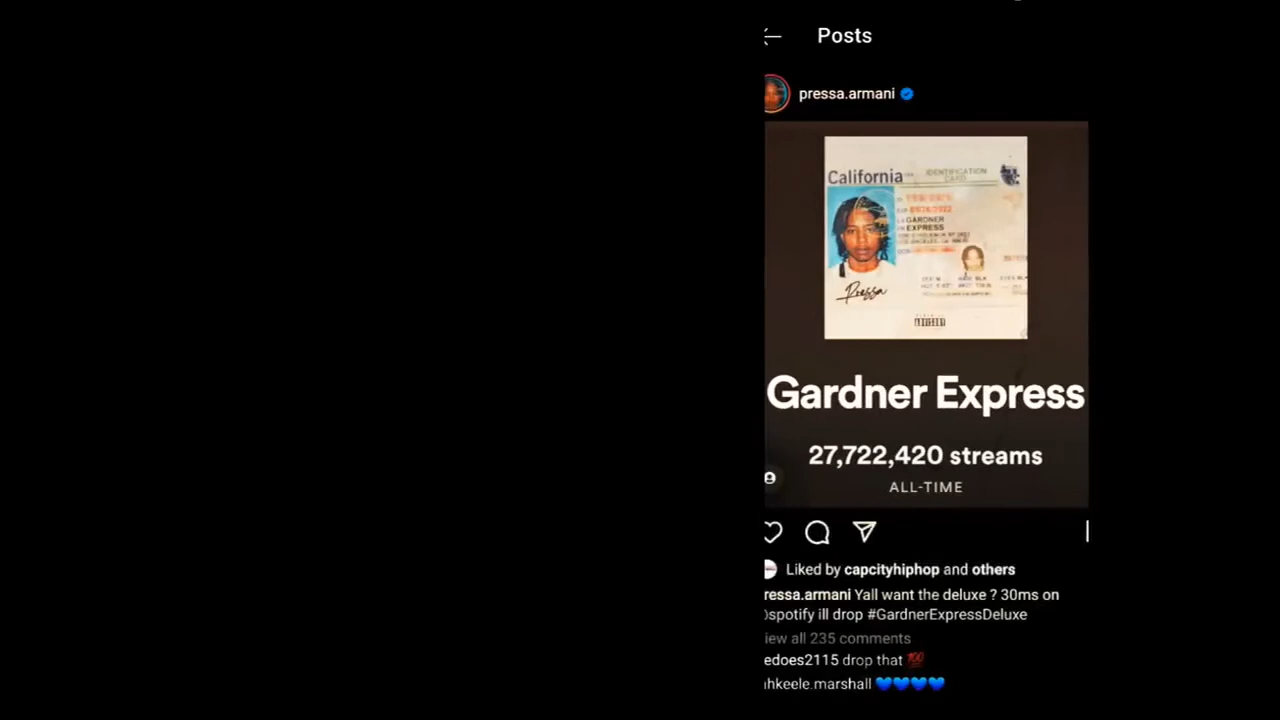 Posts
pressa.armani
California
IDENTIFICATION
CARD
GARDNER
EXPRESS
Pressa
Gardner Express
27,722,420 streams
ALL-TIME
Liked by capcityhiphop and others
ressa.armani Yall want the deluxe ? 30ms on
spotify ill drop #GardnerExpressDeluxe
iew all 235 comments
edoes2115 drop that 💯
hkeele.marshall 💙💙💙💙